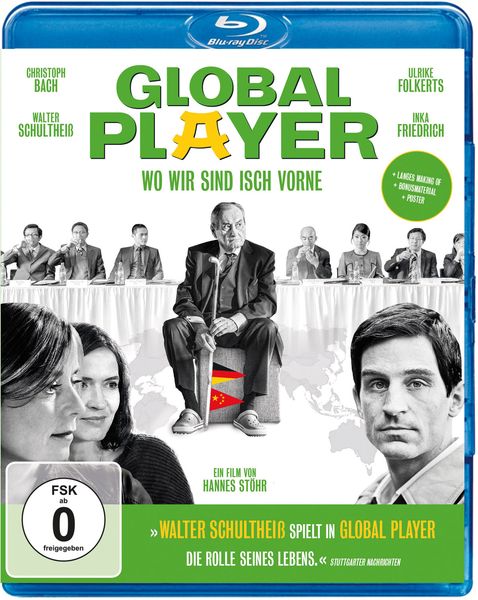 Blu-ray Disc
CHRISTOPH
BACH
ULRIKE
FOLKERTS
WALTER
SCHULTHEIß
INKA
FRIEDRICH
GLOBAL
PLAYER
WO WIR SIND ISCH VORNE
+ LANGES MAKING OF
+ BONUSMATERIAL
+ POSTER
EIN FILM VON
HANNES STÖHR
FSK
ab
0
freigegeben
» WALTER SCHULTHEIß SPIELT IN GLOBAL PLAYER
DIE ROLLE SEINES LEBENS.« STUTTGARTER NACHRICHTEN